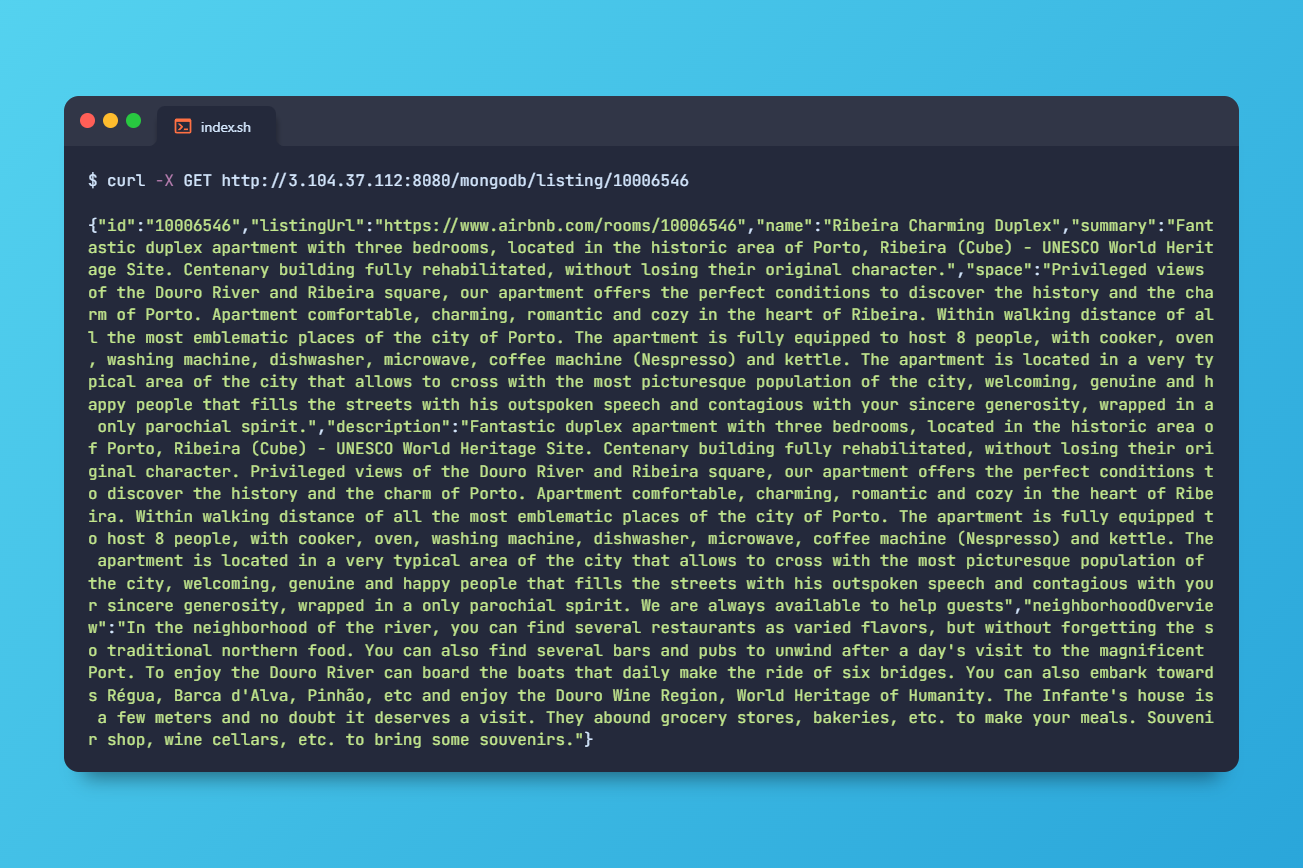 index.sh
$ curl -X GET http://3.104.37.112:8080/mongodb/listing/10006546
{"id":"10006546","listingUrl":"https://www.airbnb.com/rooms/10006546","name":"Ribeira Charming Duplex","summary":"Fant
astic duplex apartment with three bedrooms, located in the historic area of Porto, Ribeira (Cube) - UNESCO World Herit
age Site. Centenary building fully rehabilitated, without losing their original character.","space":"Privileged views
of the Douro River and Ribeira square, our apartment offers the perfect conditions to discover the history and the cha
rm of Porto. Apartment comfortable, charming, romantic and cozy in the heart of Ribeira. Within walking distance of al
l the most emblematic places of the city of Porto. The apartment is fully equipped to host 8 people, with cooker, oven
, washing machine, dishwasher, microwave, coffee machine (Nespresso) and kettle. The apartment is located in a very ty
pical area of the city that allows to cross with the most picturesque population of the city, welcoming, genuine and h
appy people that fills the streets with his outspoken speech and contagious with your sincere generosity, wrapped in a
 only parochial spirit.","description":"Fantastic duplex apartment with three bedrooms, located in the historic area o
f Porto, Ribeira (Cube) - UNESCO World Heritage Site. Centenary building fully rehabilitated, without losing their ori
ginal character. Privileged views of the Douro River and Ribeira square, our apartment offers the perfect conditions t
o discover the history and the charm of Porto. Apartment comfortable, charming, romantic and cozy in the heart of Ribe
ira. Within walking distance of all the most emblematic places of the city of Porto. The apartment is fully equipped t
o host 8 people, with cooker, oven, washing machine, dishwasher, microwave, coffee machine (Nespresso) and kettle. The
 apartment is located in a very typical area of the city that allows to cross with the most picturesque population of
the city, welcoming, genuine and happy people that fills the streets with his outspoken speech and contagious with you
r sincere generosity, wrapped in a only parochial spirit. We are always available to help guests","neighborhoodOvervie
w":"In the neighborhood of the river, you can find several restaurants as varied flavors, but without forgetting the s
o traditional northern food. You can also find several bars and pubs to unwind after a day's visit to the magnificent
Port. To enjoy the Douro River can board the boats that daily make the ride of six bridges. You can also embark toward
s Régua, Barca d'Alva, Pinhão, etc and enjoy the Douro Wine Region, World Heritage of Humanity. The Infante's house is
 a few meters and no doubt it deserves a visit. They abound grocery stores, bakeries, etc. to make your meals. Souveni
r shop, wine cellars, etc. to bring some souvenirs."}